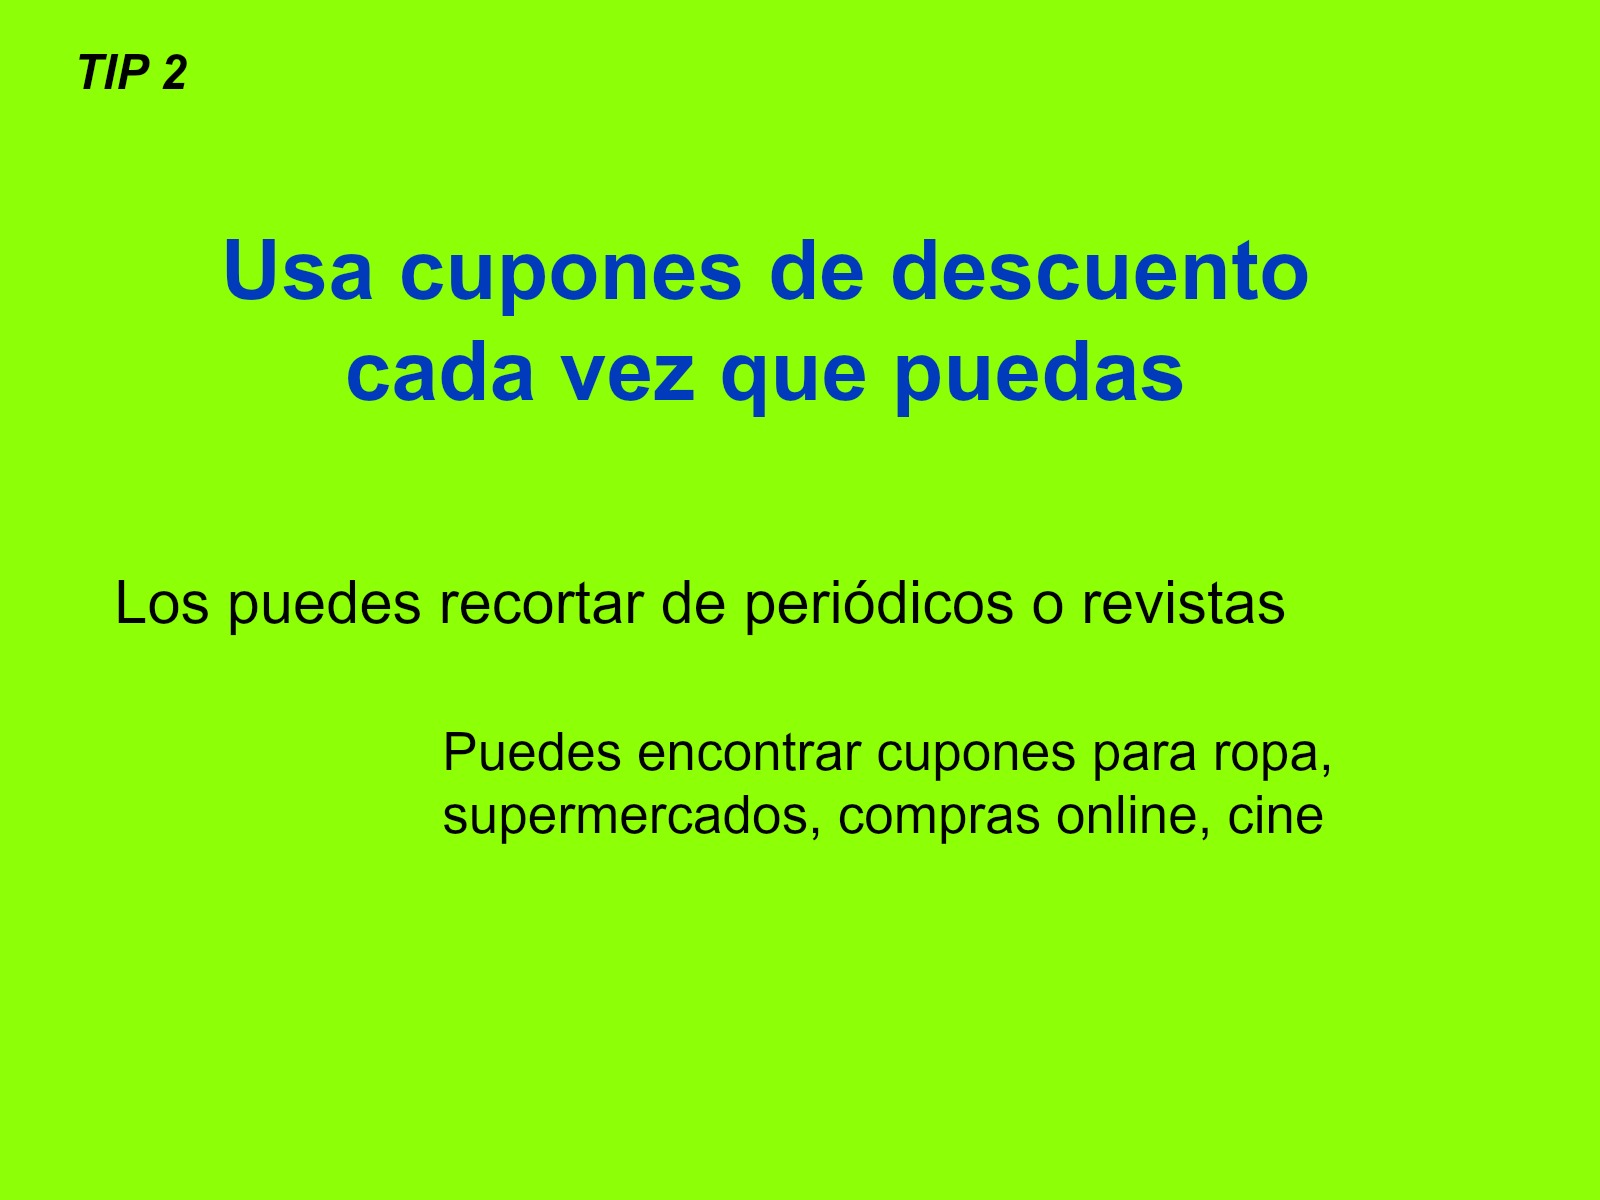 TIP 2
Usa cupones de descuento
cada vez que puedas
Los puedes recortar de periódicos o revistas
Puedes encontrar cupones para ropa,
supermercados, compras online, cine